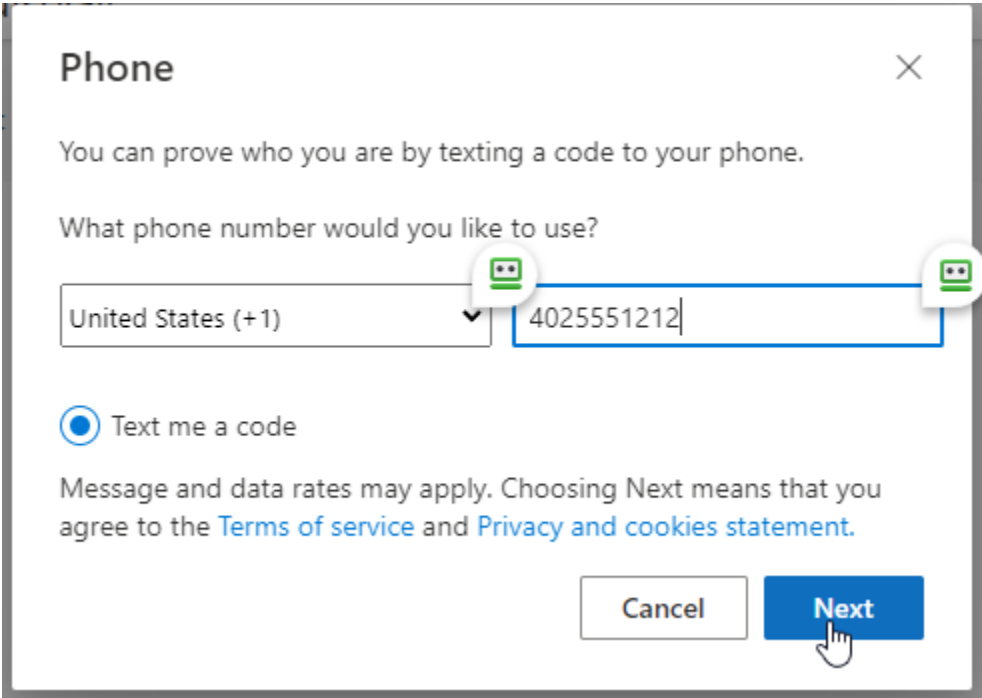 Phone
You can prove who you are by texting a code to your phone.
What phone number would you like to use?
United States (+1)
4025551212
Text me a code
Message and data rates may apply. Choosing Next means that you
agree to the Terms of service and Privacy and cookies statement.
Cancel
Next